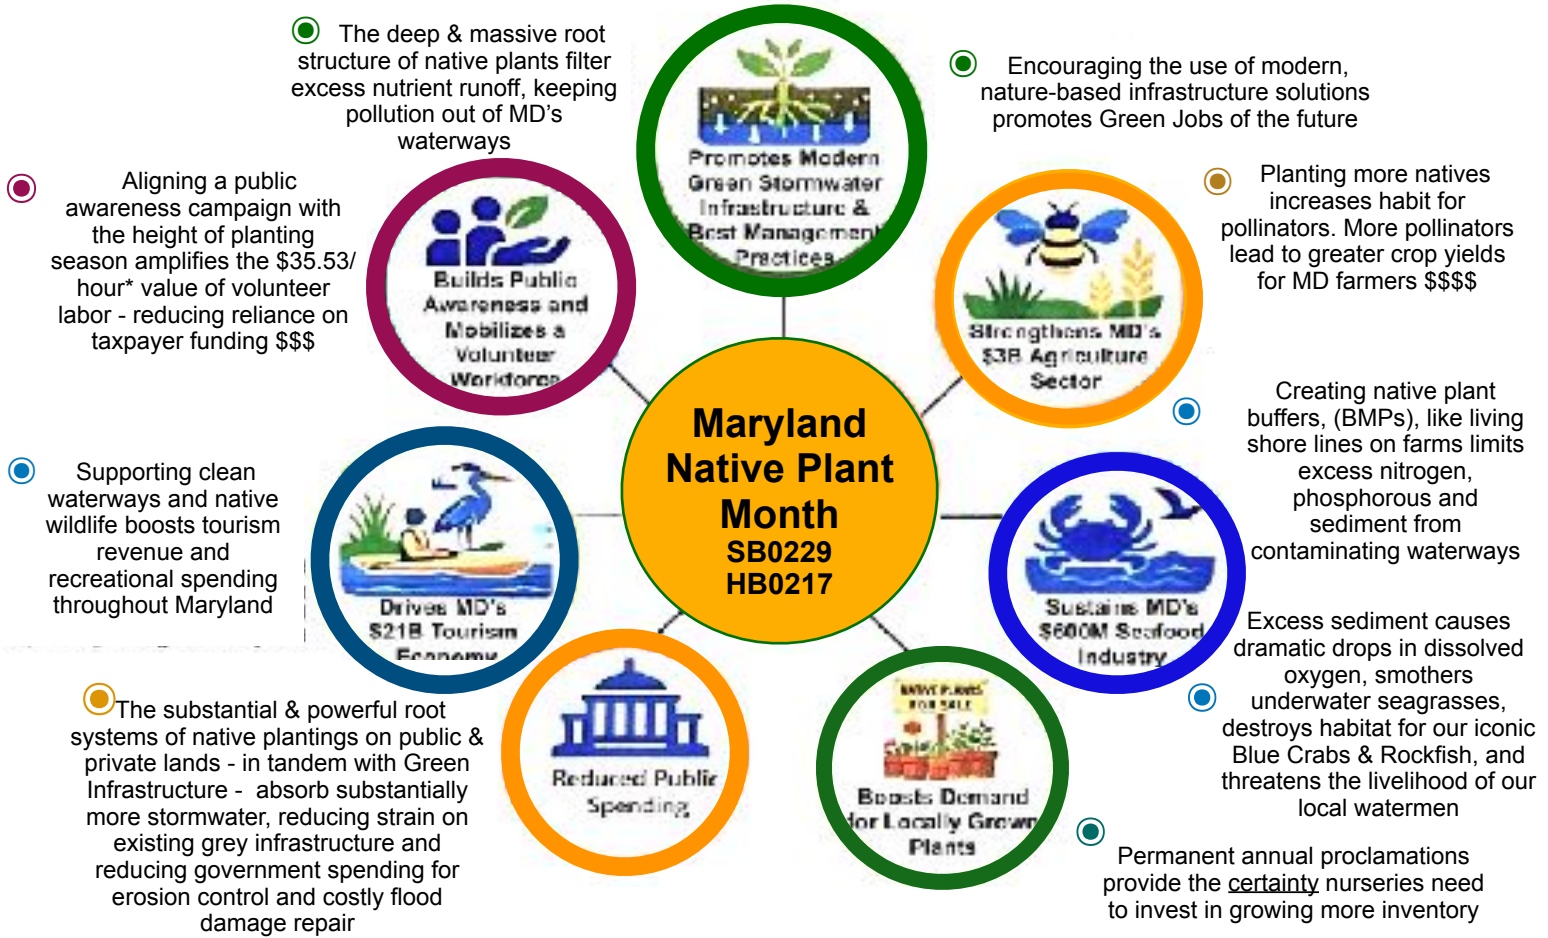 The deep & massive root
structure of native plants filter
excess nutrient runoff, keeping
pollution out of MD's
waterways
Promotes Modern
Green Stormwater
Infrastructure &
Best Management
Practices
Encouraging the use of modern,
nature-based infrastructure solutions
promotes Green Jobs of the future
Aligning a public
awareness campaign with
the height of planting
season amplifies the $35.53/
hour* value of volunteer
labor - reducing reliance on
taxpayer funding $$$
Builds Public
Awareness and
Mobilizes a
Volunteer
Workforce
Strengthens MD's
$3B Agriculture
Sector
Planting more natives
increases habit for
pollinators. More pollinators
lead to greater crop yields
for MD farmers $$$$
Maryland
Native Plant
Month
SB0229
HB0217
Creating native plant
buffers, (BMPs), like living
shore lines on farms limits
excess nitrogen,
phosphorous and
sediment from
contaminating waterways
Supporting clean
waterways and native
wildlife boosts tourism
revenue and
recreational spending
throughout Maryland
Drives MD's
$21B Tourism
Economy
Sustains MD's
$600M Seafood
Industry
Excess sediment causes
dramatic drops in dissolved
oxygen, smothers
underwater seagrasses,
destroys habitat for our iconic
Blue Crabs & Rockfish, and
threatens the livelihood of our
local watermen
The substantial & powerful root
systems of native plantings on public &
private lands - in tandem with Green
Infrastructure - absorb substantially
more stormwater, reducing strain on
existing grey infrastructure and
reducing government spending for
erosion control and costly flood
damage repair
Reduced Public
Spending
NATIVE PLANTS
FOR SALE
Boosts Demand
for Locally Grown
Plants
Permanent annual proclamations
provide the certainty nurseries need
to invest in growing more inventory